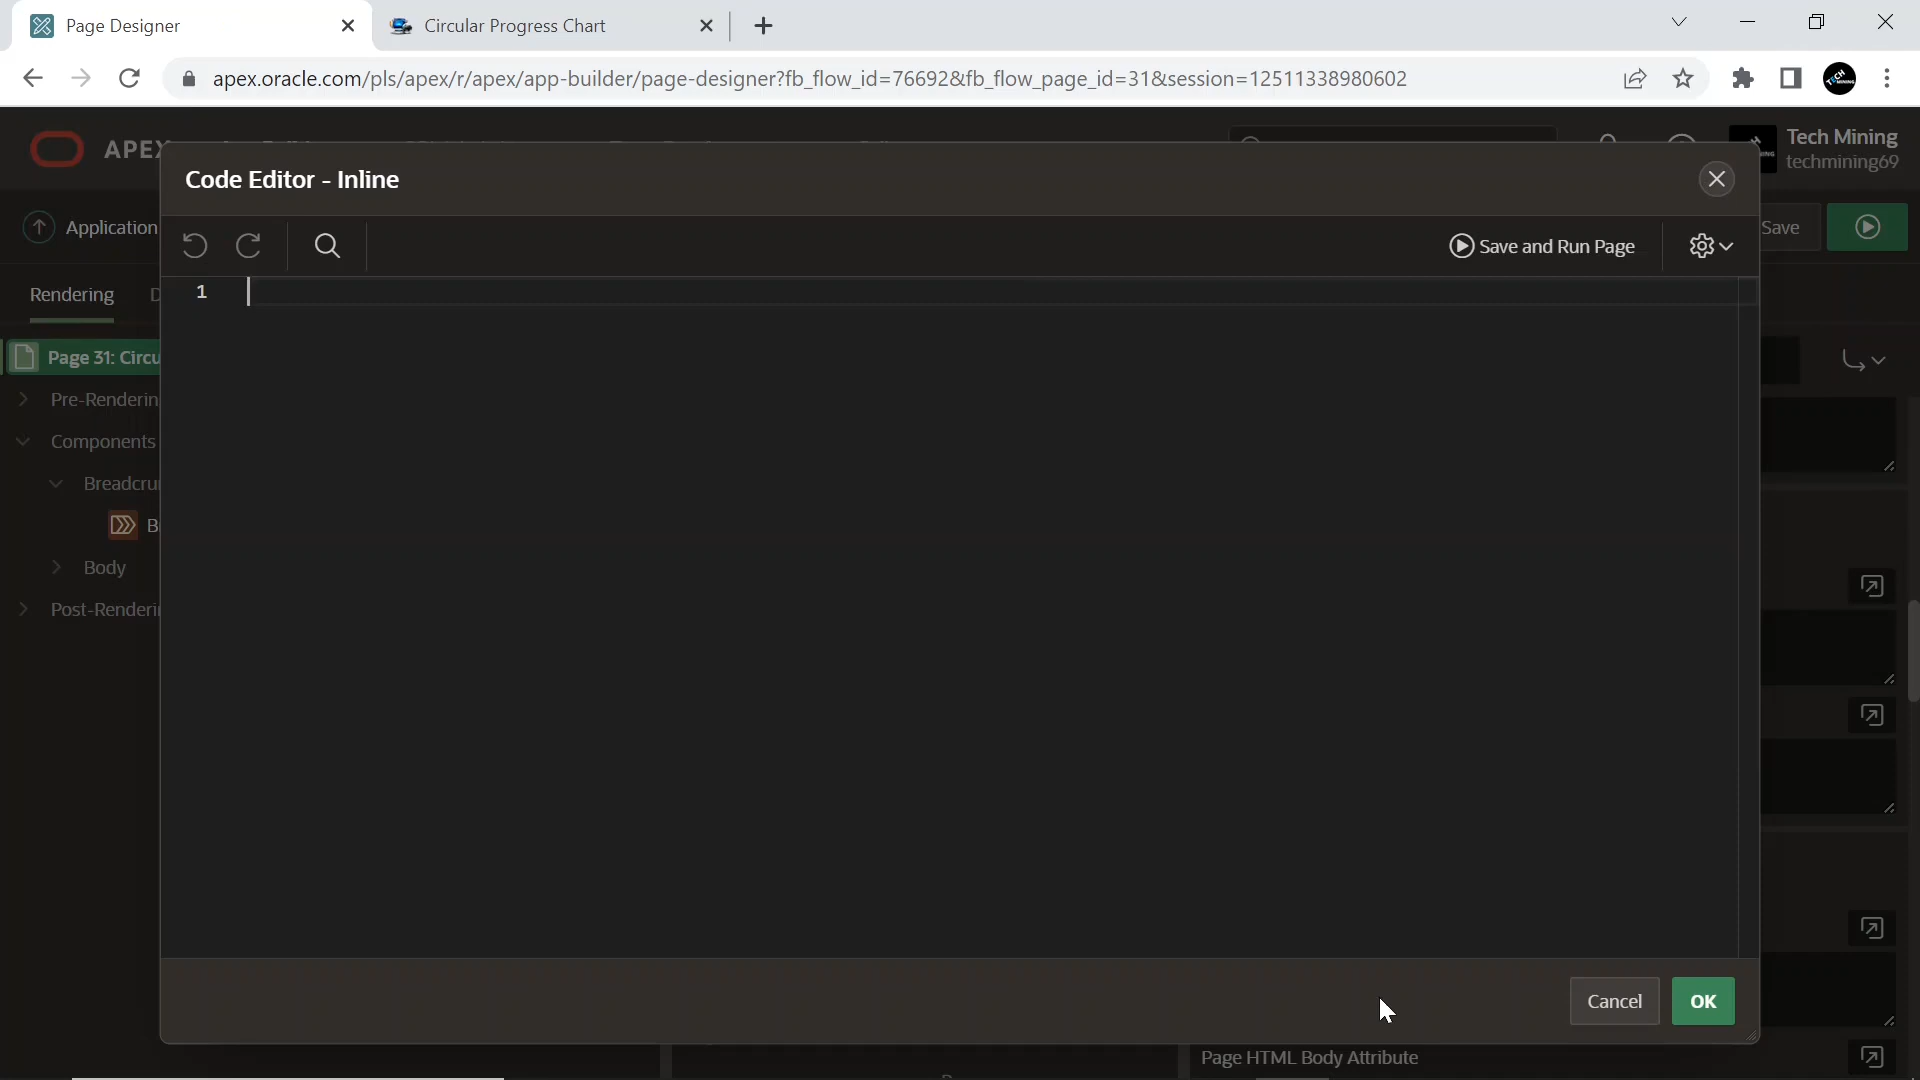 Page Designer
Circular Progress Chart
apex.oracle.com/pls/apex/r/apex/app-builder/page-designer?fb_flow_id=76692&fb_flow_page_id=31&session=12511338980602
APEX
Tech Mining
techmining69
Code Editor - Inline
Application
Save
Save and Run Page
Rendering D
1
Page 31: Circu
Pre-Renderin
Components
Breadcru
B
Body
Post-Renderi
Cancel
OK
Page HTML Body Attribute